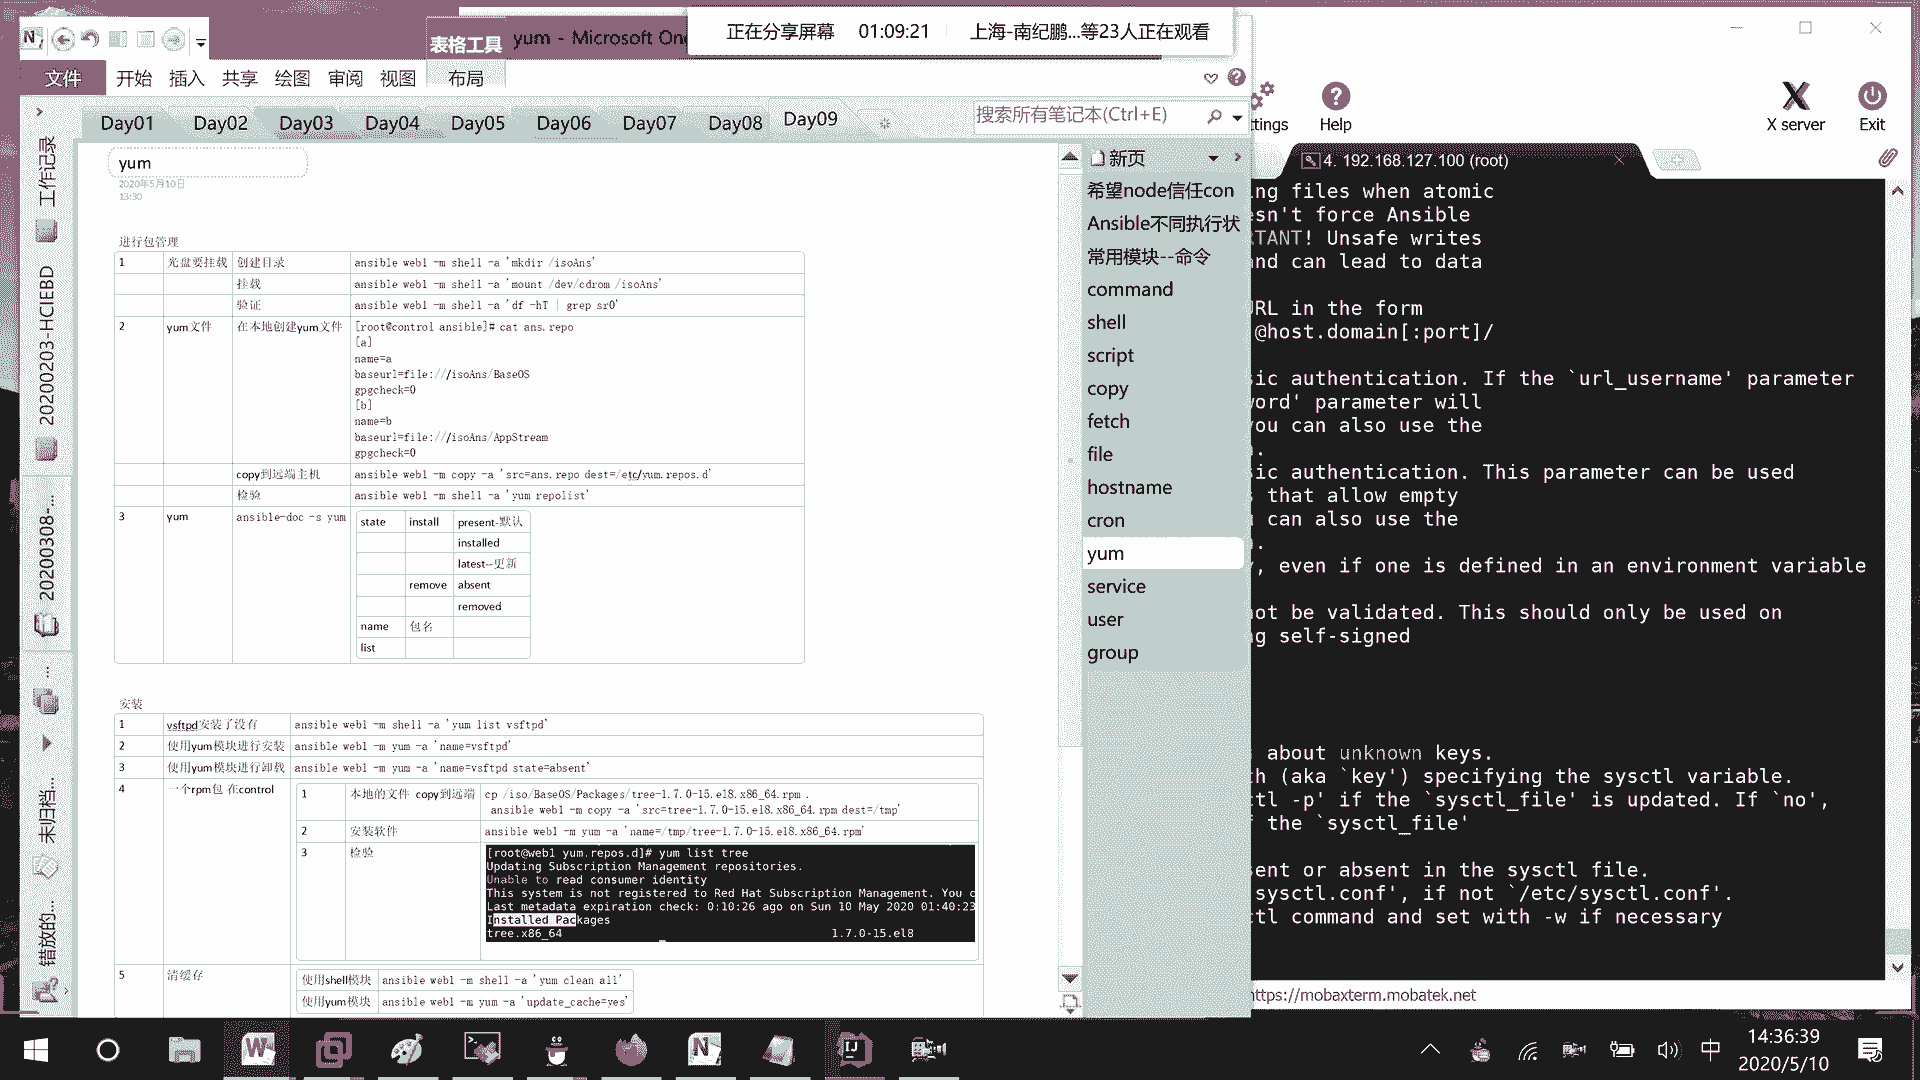 正在分享屏幕 01:09:21 上海-南纪鹏...等23人正在观看
表格工具 yum - Microsoft On
文件 开始 插入 共享 绘图 审阅 视图 布局
Day01 Day02 Day03 Day04 Day05 Day06 Day07 Day08 Day09
搜索所有笔记本(Ctrl+E)
工作记录
20200203-HCIEBD
20200308-...
...
未归档...
错放的...
yum
2020年5月10日
13:30
进行包管理
1 光盘要挂载 创建目录 ansible web1 -m shell -a 'mkdir /isoAns'
挂载 ansible web1 -m shell -a 'mount /dev/cdrom /isoAns'
验证 ansible web1 -m shell -a 'df -hT | grep sr0'
2 yum文件 在本地创建yum文件 [root@control ansible]# cat ans.repo
[a]
name=a
baseurl=file:///isoAns/BaseOS
gpgcheck=0
[b]
name=b
baseurl=file:///isoAns/AppStream
gpgcheck=0
copy到远端主机 ansible web1 -m copy -a 'src=ans.repo dest=/etc/yum.repos.d'
检验 ansible web1 -m shell -a 'yum repolist'
3 yum ansible-doc -s yum state install present-默认
installed
latest--更新
remove absent
removed
name 包名
list
安装
1 vsftpd安装了没有 ansible web1 -m shell -a 'yum list vsftpd'
2 使用yum模块进行安装 ansible web1 -m yum -a 'name=vsftpd'
3 使用yum模块进行卸载 ansible web1 -m yum -a 'name=vsftpd state=absent'
4 一个rpm包 在control 1 本地的文件 copy到远端 cp /iso/BaseOS/Packages/tree-1.7.0-15.el8.x86_64.rpm .
ansible web1 -m copy -a 'src=tree-1.7.0-15.el8.x86_64.rpm dest=/tmp'
2 安装软件 ansible web1 -m yum -a 'name=/tmp/tree-1.7.0-15.el8.x86_64.rpm'
3 检验 [root@web1 yum.repos.d]# yum list tree
Updating Subscription Management repositories.
Unable to read consumer identity
This system is not registered to Red Hat Subscription Management. You c
Last metadata expiration check: 0:10:26 ago on Sun 10 May 2020 01:40:23
Installed Packages
tree.x86_64 1.7.0-15.el8
5 清缓存 使用shell模块 ansible web1 -m shell -a 'yum clean all'
使用yum模块 ansible web1 -m yum -a 'update_cache=yes'
新页
希望node信任con
Ansible不同执行状
常用模块--命令
command
shell
script
copy
fetch
file
hostname
cron
yum
service
user
group
ttings Help X server Exit
4. 192.168.127.100 (root)
ng files when atomic
esn't force Ansible
RTANT! Unsafe writes
and can lead to data
URL in the form
@host.domain[:port]/
sic authentication. If the `url_username' parameter
word' parameter will
you can also use the
.
sic authentication. This parameter can be used
s that allow empty
u can also use the
.
, even if one is defined in an environment variable
not be validated. This should only be used on
ng self-signed
s about unknown keys.
th (aka `key') specifying the sysctl variable.
ctl -p' if the `sysctl_file' is updated. If `no',
f the `sysctl_file'
sent or absent in the sysctl file.
sysctl.conf', if not `/etc/sysctl.conf'.
ctl command and set with -w if necessary
https://mobaxterm.mobatek.net
中 14:36:39
2020/5/10